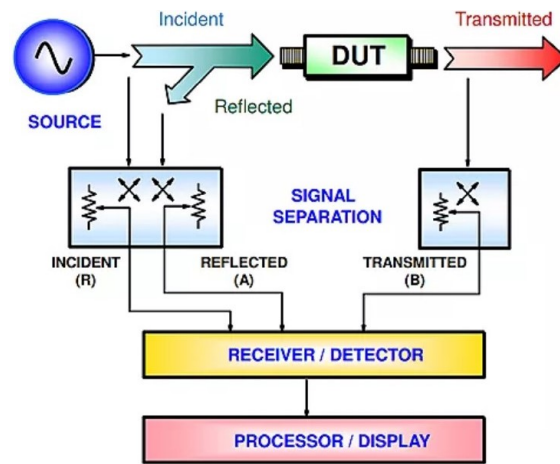 Incident
Transmitted
DUT
Reflected
SOURCE
SIGNAL
SEPARATION
INCIDENT
(R)
REFLECTED
(A)
TRANSMITTED
(B)
RECEIVER / DETECTOR
PROCESSOR / DISPLAY